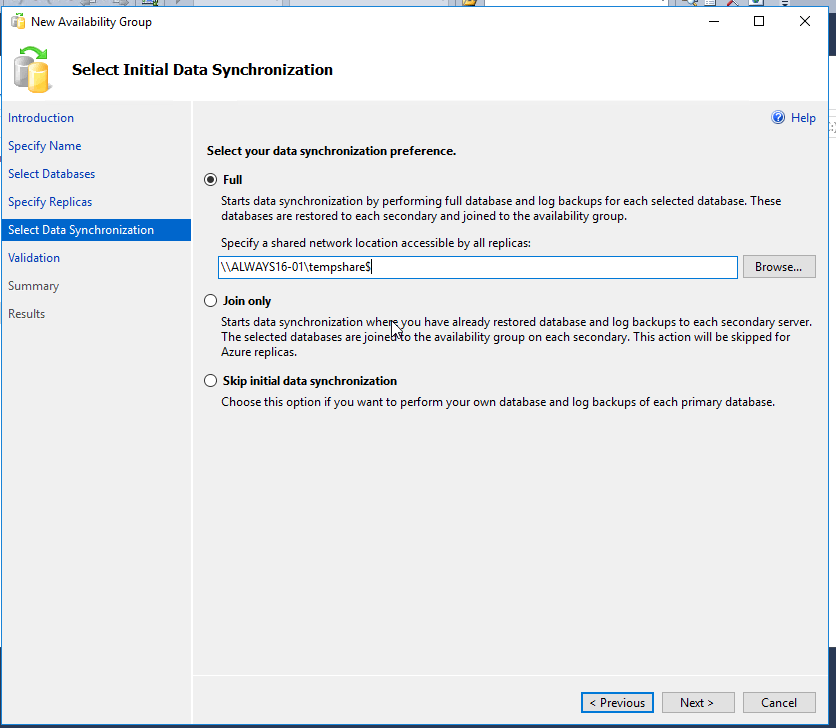 New Availability Group
Select Initial Data Synchronization
Introduction
Specify Name
Select Databases
Specify Replicas
Select Data Synchronization
Validation
Summary
Results
Help
Select your data synchronization preference.
Full
Starts data synchronization by performing full database and log backups for each selected database. These
databases are restored to each secondary and joined to the availability group.
Specify a shared network location accessible by all replicas:
\\ALWAYS16-01\tempshare$
Browse...
Join only
Starts data synchronization where you have already restored database and log backups to each secondary server.
The selected databases are joined to the availability group on each secondary. This action will be skipped for
Azure replicas.
Skip initial data synchronization
Choose this option if you want to perform your own database and log backups of each primary database.
< Previous
Next >
Cancel